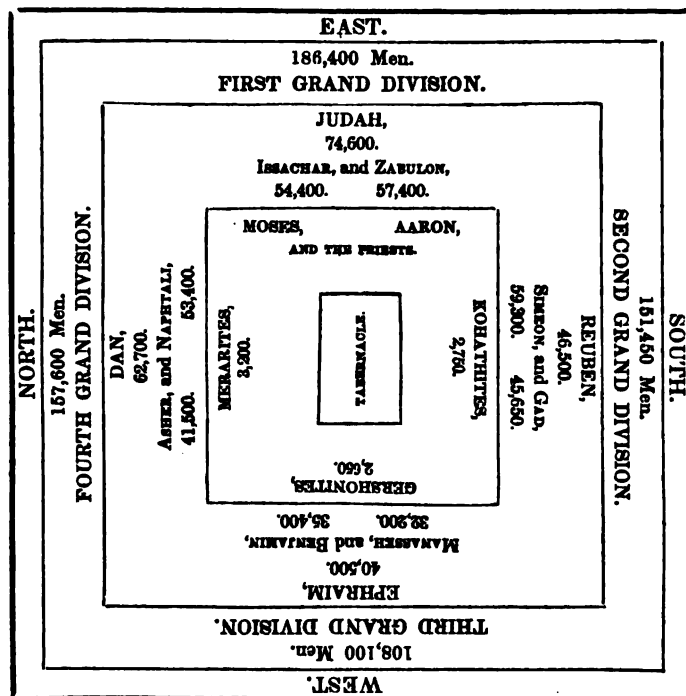 EAST.
186,400 Men.
FIRST GRAND DIVISION.
JUDAH,
74,600.
ISSACHAR, and ZABULON,
54,400. 57,400.
MOSES, AARON,
AND THE PRIESTS.
TABERNACLE.
SOUTH.
151,450 Men.
SECOND GRAND DIVISION.
REUBEN,
46,500.
SIMEON, and GAD,
59,300. 45,650.
KOHATHITES,
2,750.
WEST.
108,100 Men.
THIRD GRAND DIVISION.
EPHRAIM,
40,500.
MANASSEH, and BENJAMIN,
32,200. 35,400.
GERSHONITES,
NORTH.
157,600 Men.
FOURTH GRAND DIVISION.
DAN,
62,700.
ASHER, and NAPHTALI,
41,500. 53,400.
MERARITES,
3,200.